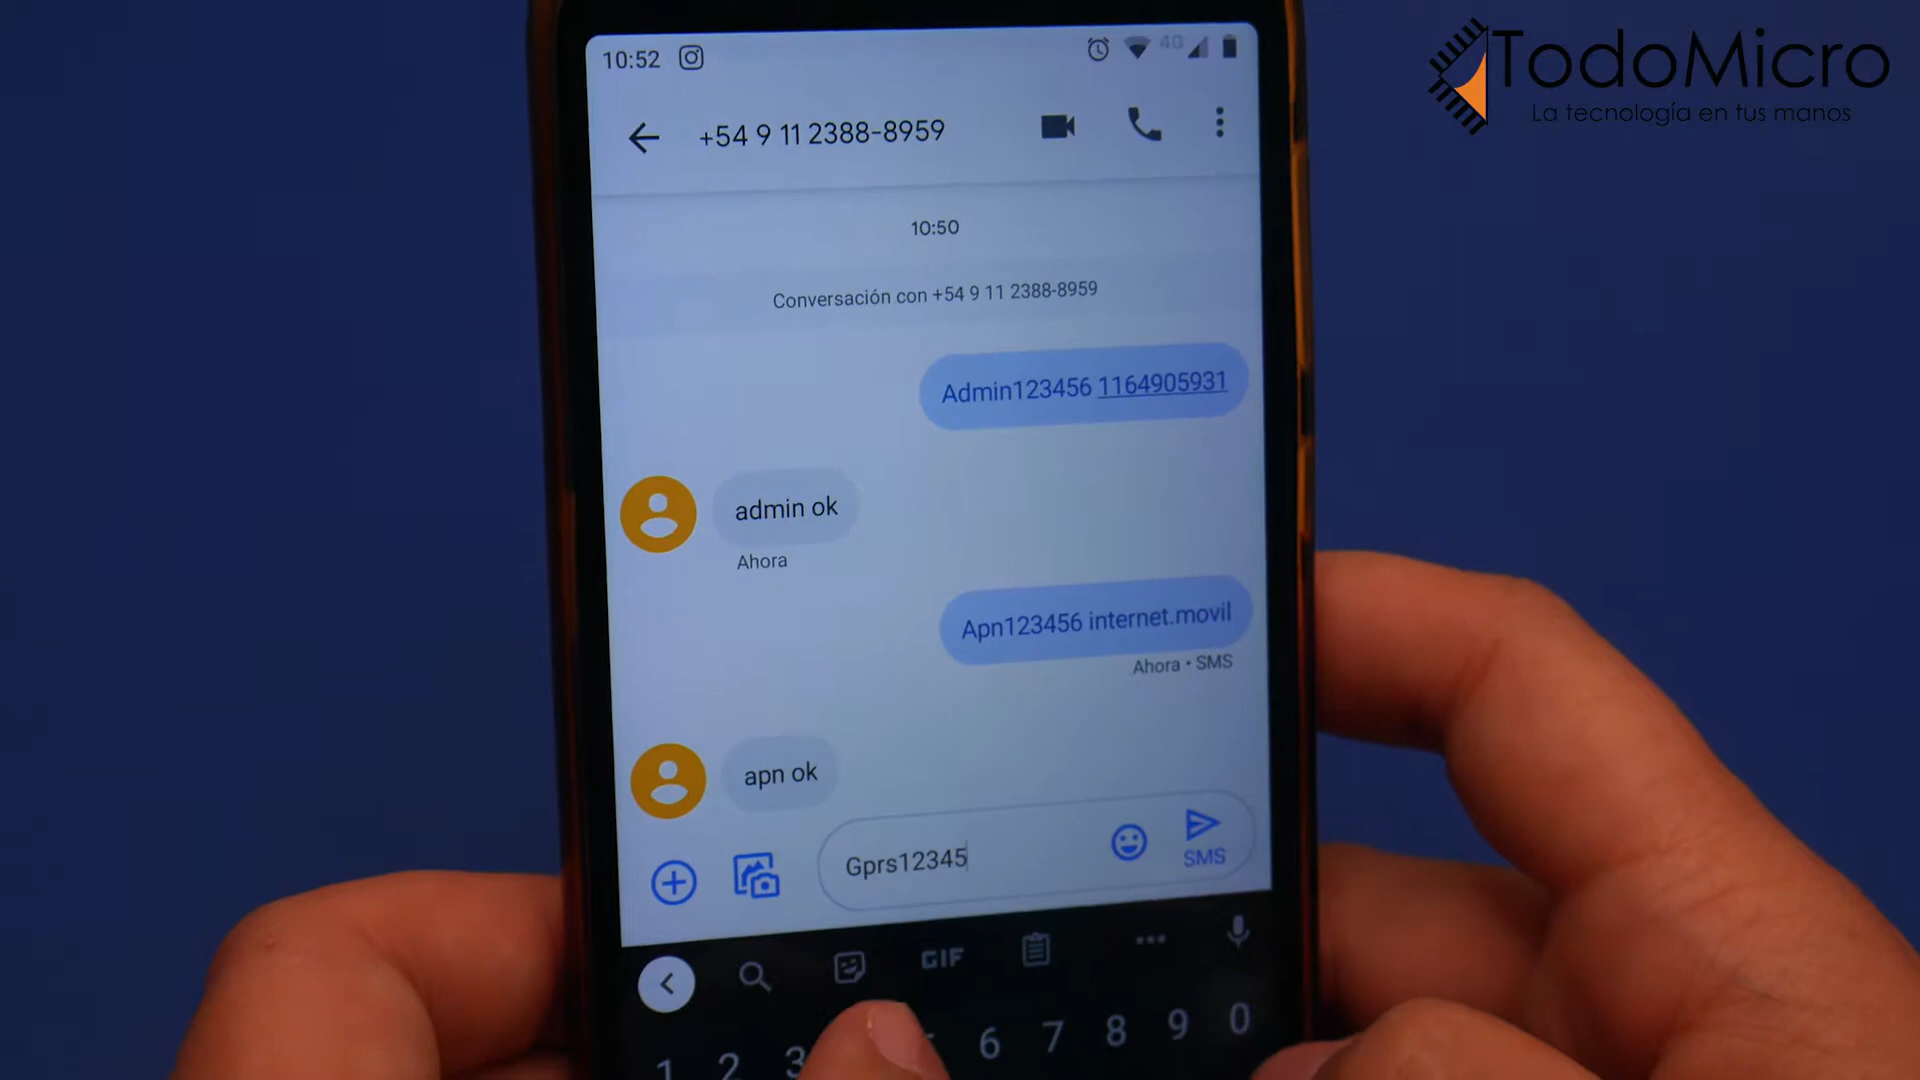 10:52
4G
TodoMicro
La tecnología en tus manos
+54 9 11 2388-8959
10:50
Conversación con +54 9 11 2388-8959
Admin123456 1164905931
admin ok
Ahora
Apn123456 internet.movil
Ahora • SMS
apn ok
Gprs12345
SMS
GIF
1 2 3 6 7 8 9 0